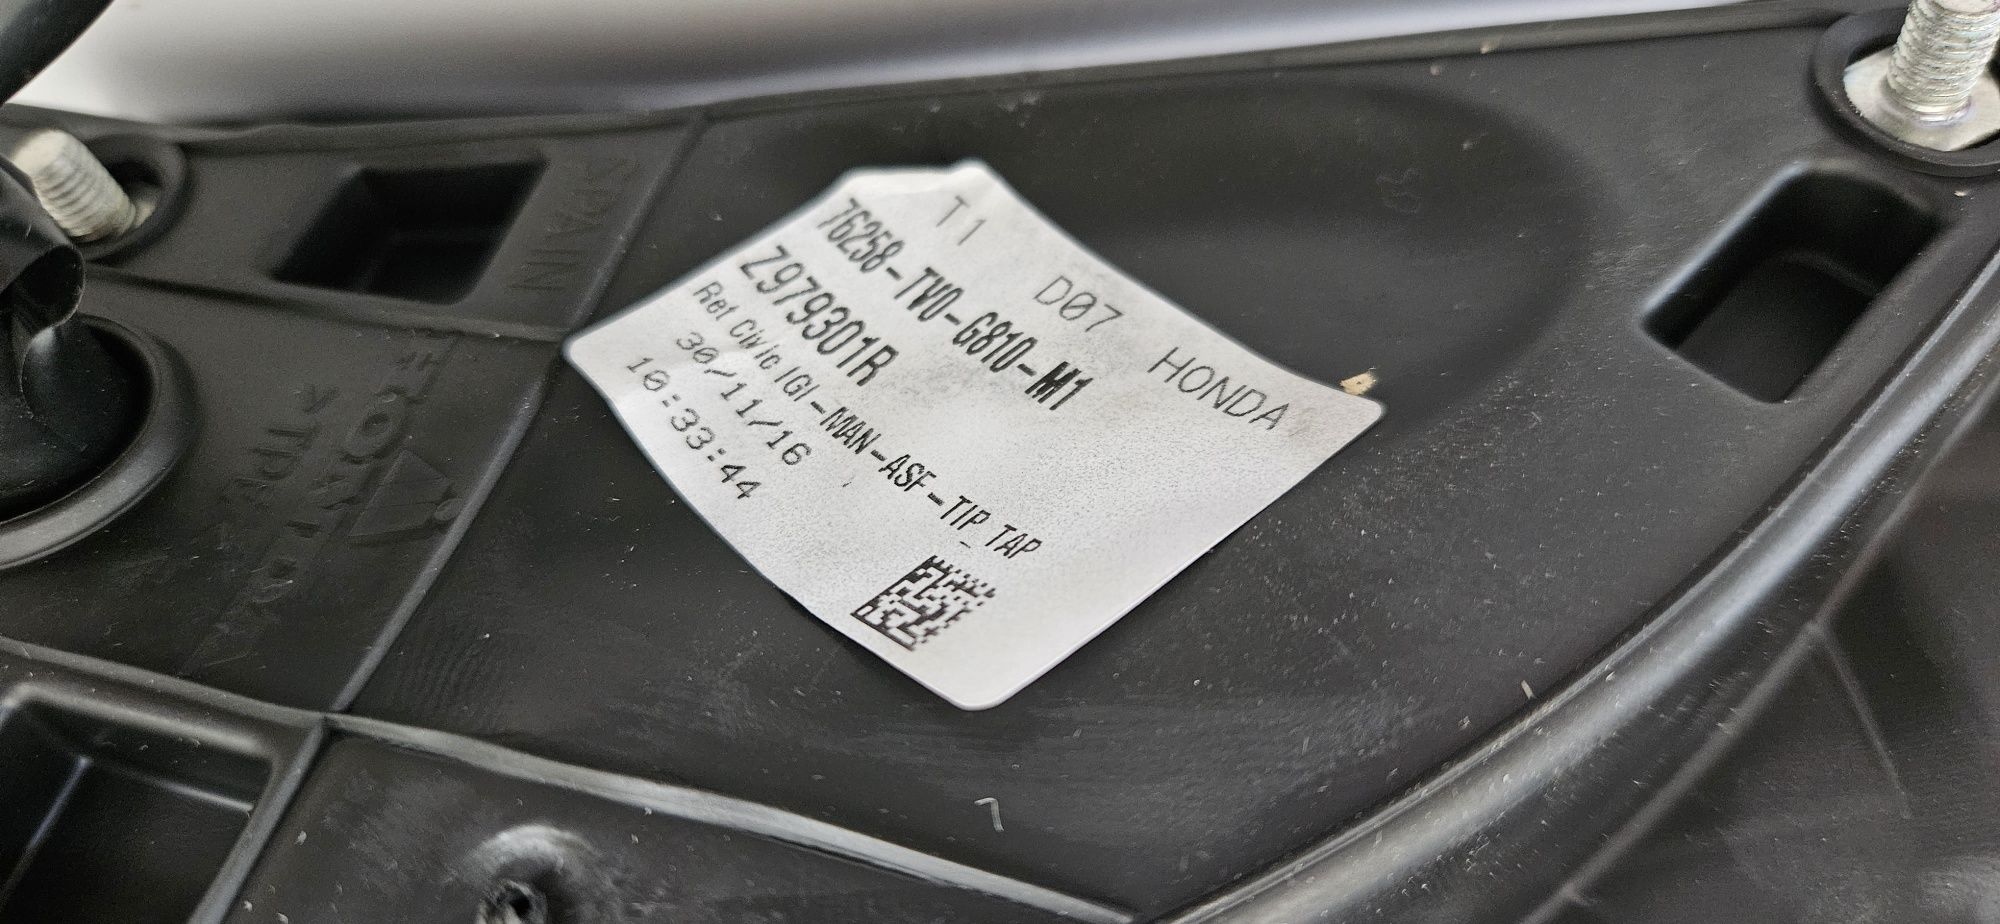 T1 D07 HONDA
76258-TV0-G810-M1
Z979301R
Ret Civic IGI-MAN-ASF-TIP_TAP
30/11/16
10:33:44
SPAIN